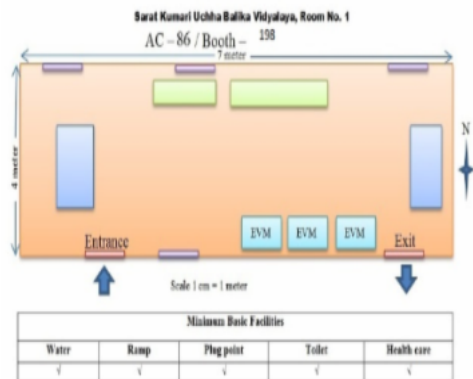 Sarat Kumari Uchha Balika Vidyalaya, Room No. 1
AC – 86 / Booth – 198
7 meter
4 meter
N
EVM EVM EVM
Entrance Exit
Scale 1 cm = 1 meter
Minimum Basic Facilities
Water Ramp Plug point Toilet Health care
√ √ √ √ √